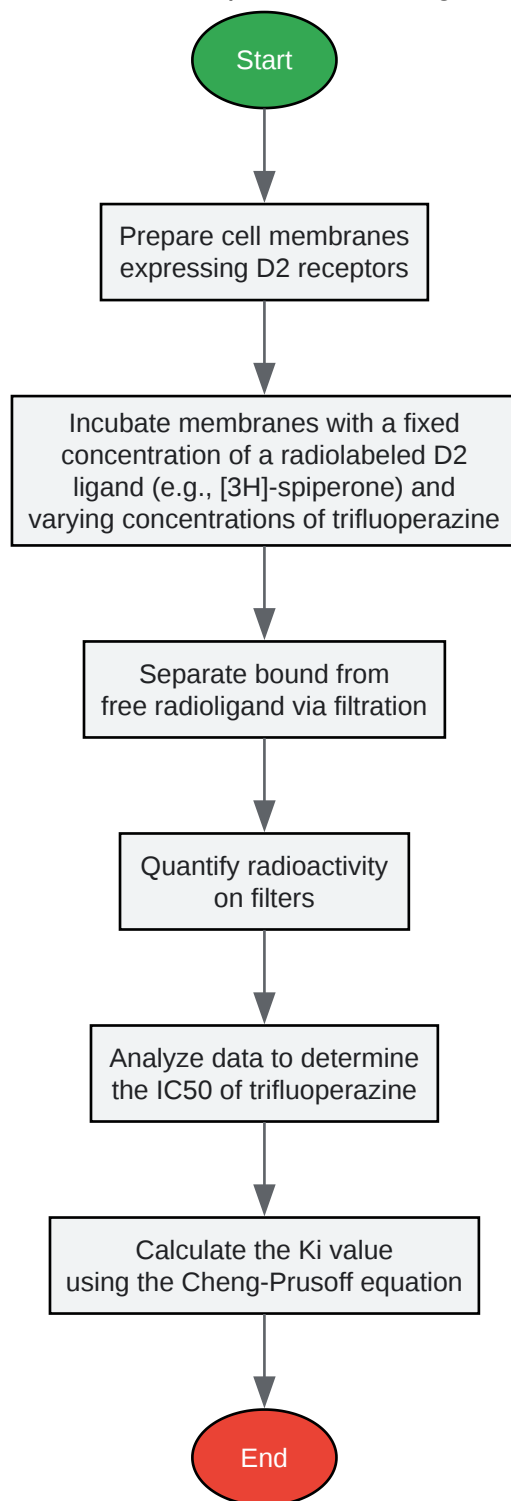 Start
Prepare cell membranes
expressing D2 receptors
Incubate membranes with a fixed
concentration of a radiolabeled D2
ligand (e.g., [3H]-spiperone) and
varying concentrations of trifluoperazine
Separate bound from
free radioligand via filtration
Quantify radioactivity
on filters
Analyze data to determine
the IC50 of trifluoperazine
Calculate the Ki value
using the Cheng-Prusoff equation
End